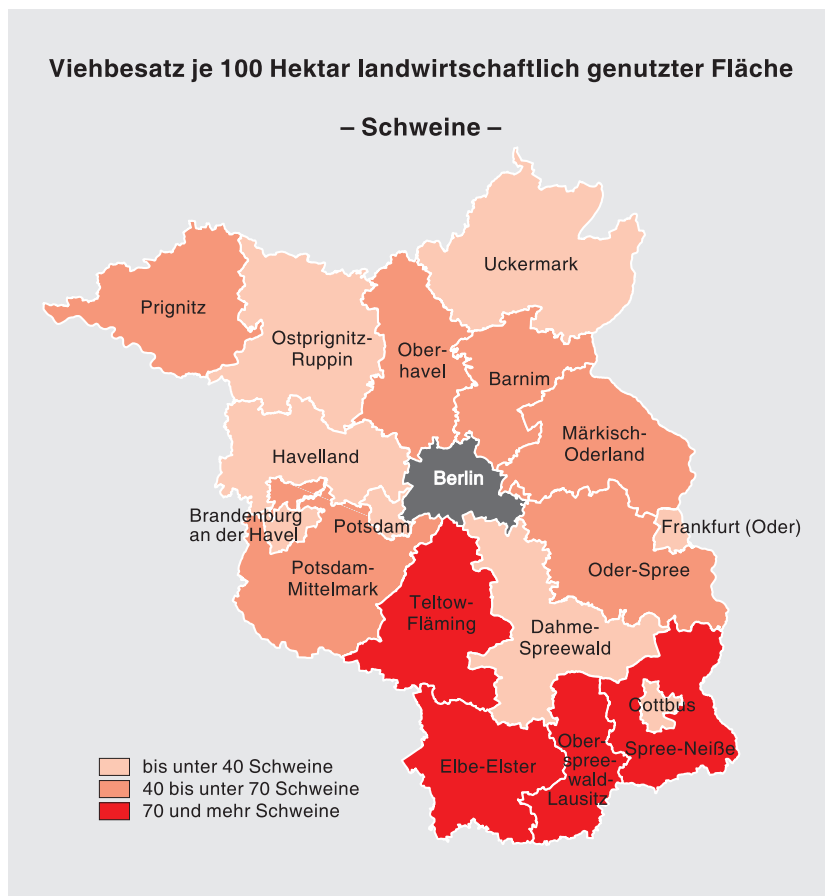 Viehbesatz je 100 Hektar landwirtschaftlich genutzter Fläche
– Schweine –
Uckermark
Prignitz
Ostprignitz-
Ruppin
Ober-
havel
Barnim
Märkisch-
Oderland
Havelland
Berlin
Brandenburg
an der Havel
Potsdam
Frankfurt (Oder)
Potsdam-
Mittelmark
Oder-Spree
Teltow-
Fläming
Dahme-
Spreewald
Cottbus
Spree-Neiße
Elbe-Elster
Ober-
spree-
wald-
Lausitz
bis unter 40 Schweine
40 bis unter 70 Schweine
70 und mehr Schweine